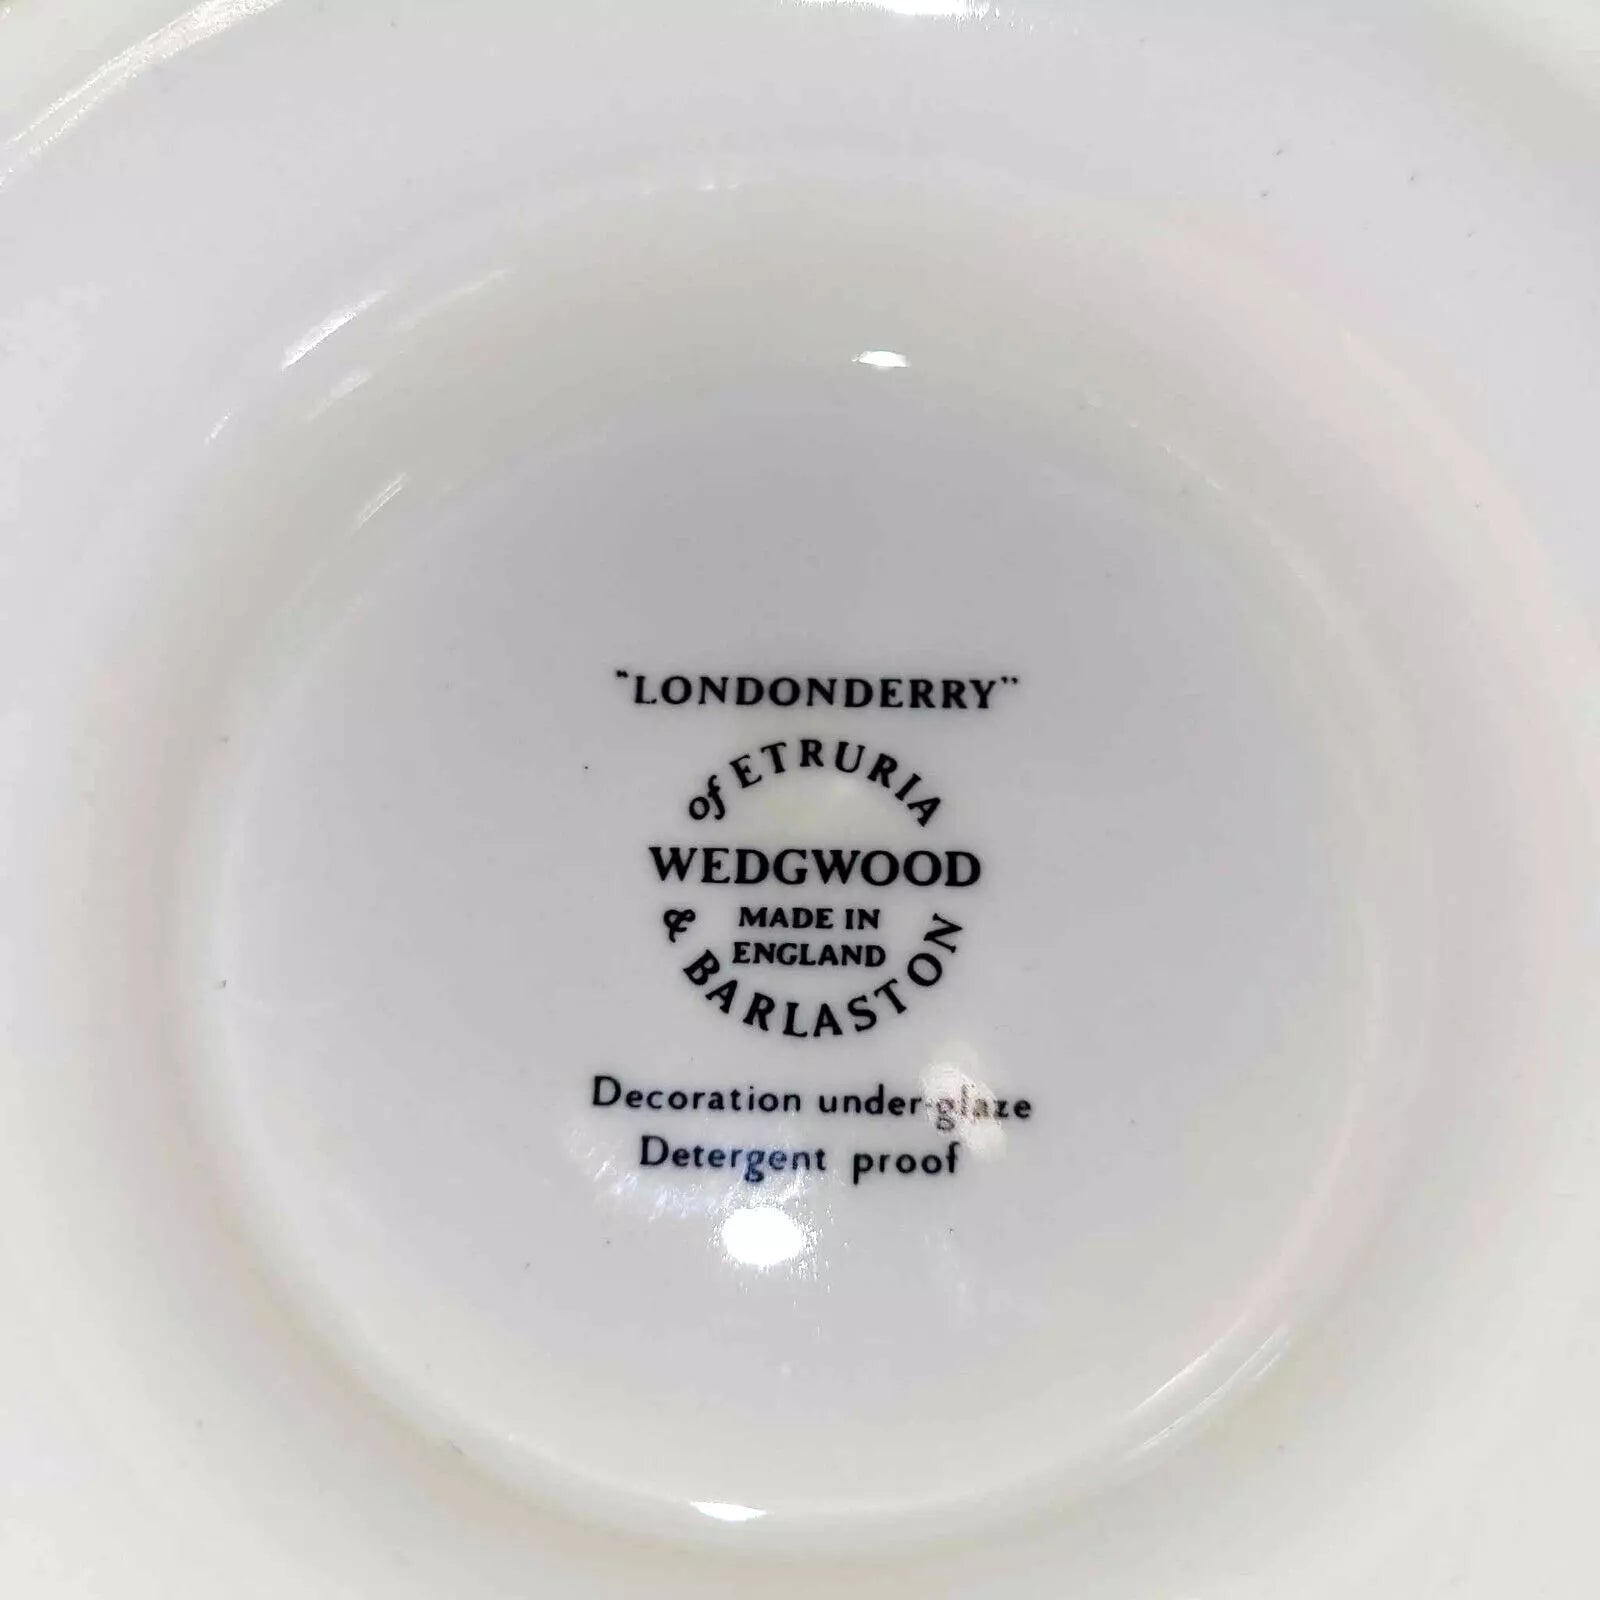 "LONDONDERRY"
of ETRURIA
WEDGWOOD
MADE IN
ENGLAND
& BARLASTON
Decoration under-glaze
Detergent proof